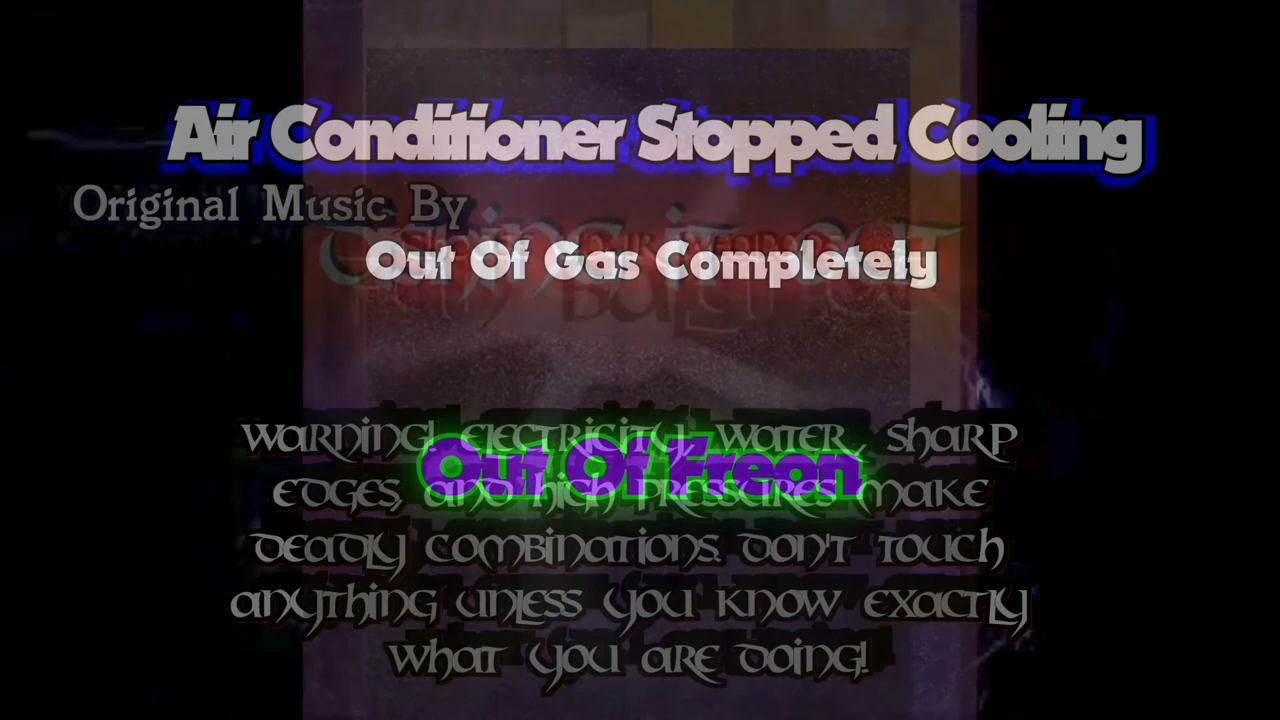 Air Conditioner Stopped Cooling
Original Music By
Out Of Gas Completely
Out Of Freon
Warning! Electricity, water, sharp
edges, and high pressures make
deadly combinations. Don't touch
anything unless you know exactly
what you are doing!